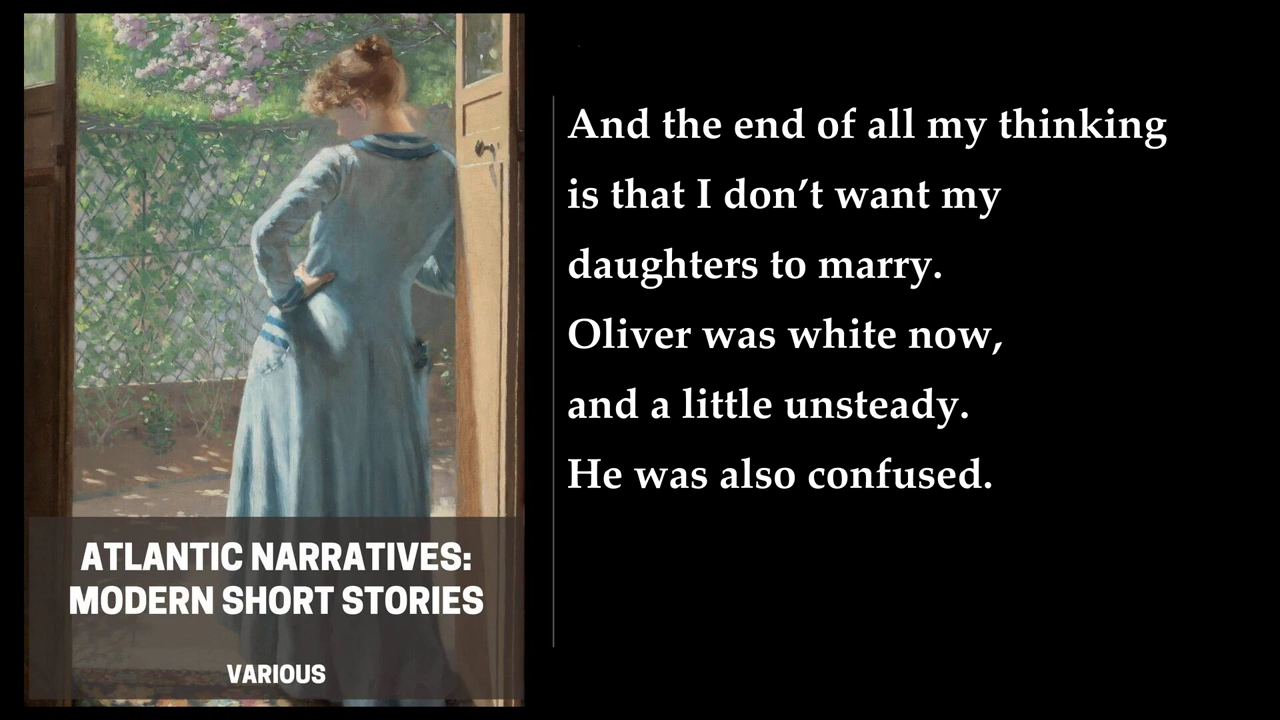 And the end of all my thinking
is that I don’t want my
daughters to marry.
Oliver was white now,
and a little unsteady.
He was also confused.
ATLANTIC NARRATIVES:
MODERN SHORT STORIES
VARIOUS